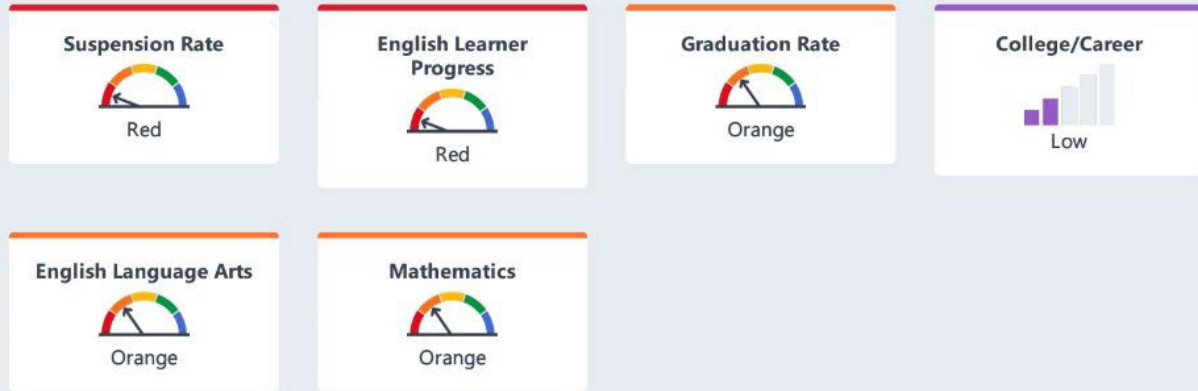 Suspension Rate
Red
English Learner
Progress
Red
Graduation Rate
Orange
College/Career
Low
English Language Arts
Orange
Mathematics
Orange